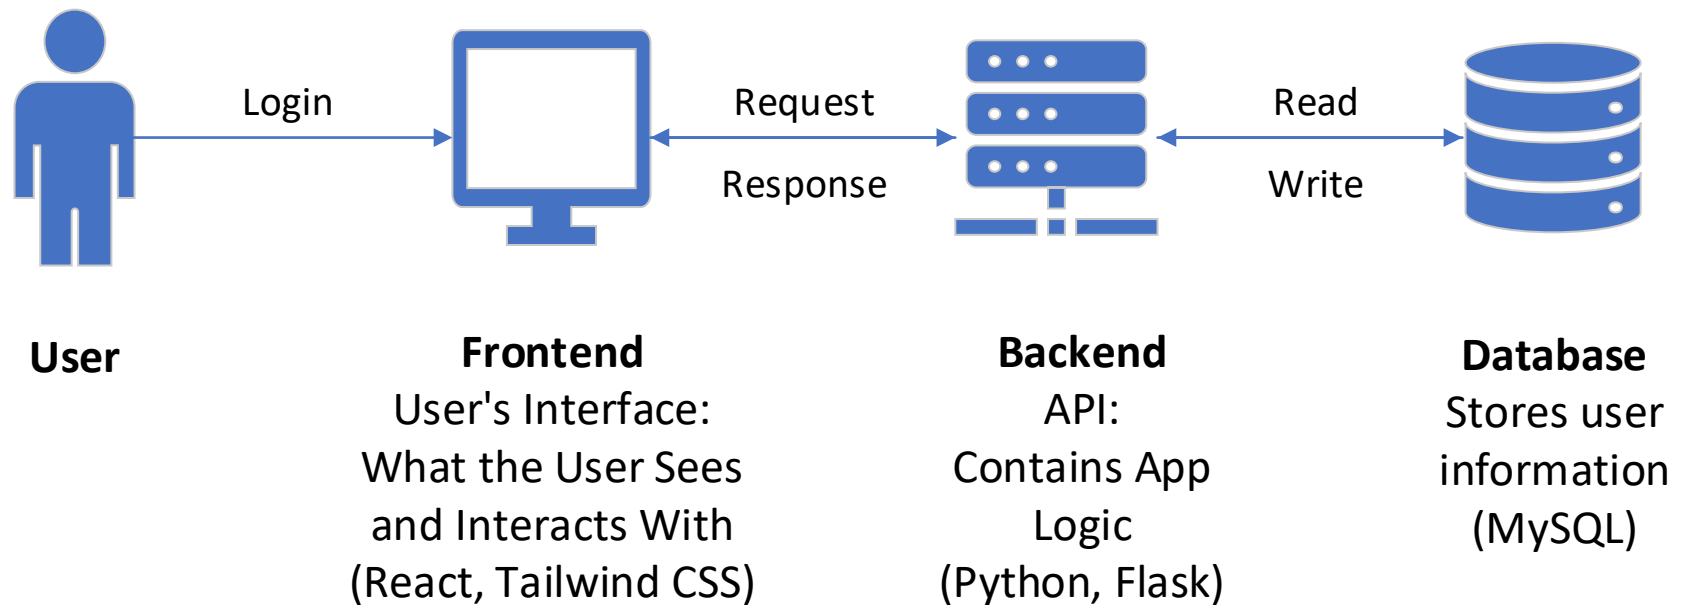 Login
Request
Response
Read
Write
User
Frontend
User's Interface:
What the User Sees
and Interacts With
(React, Tailwind CSS)
Backend
API:
Contains App
Logic
(Python, Flask)
Database
Stores user
information
(MySQL)